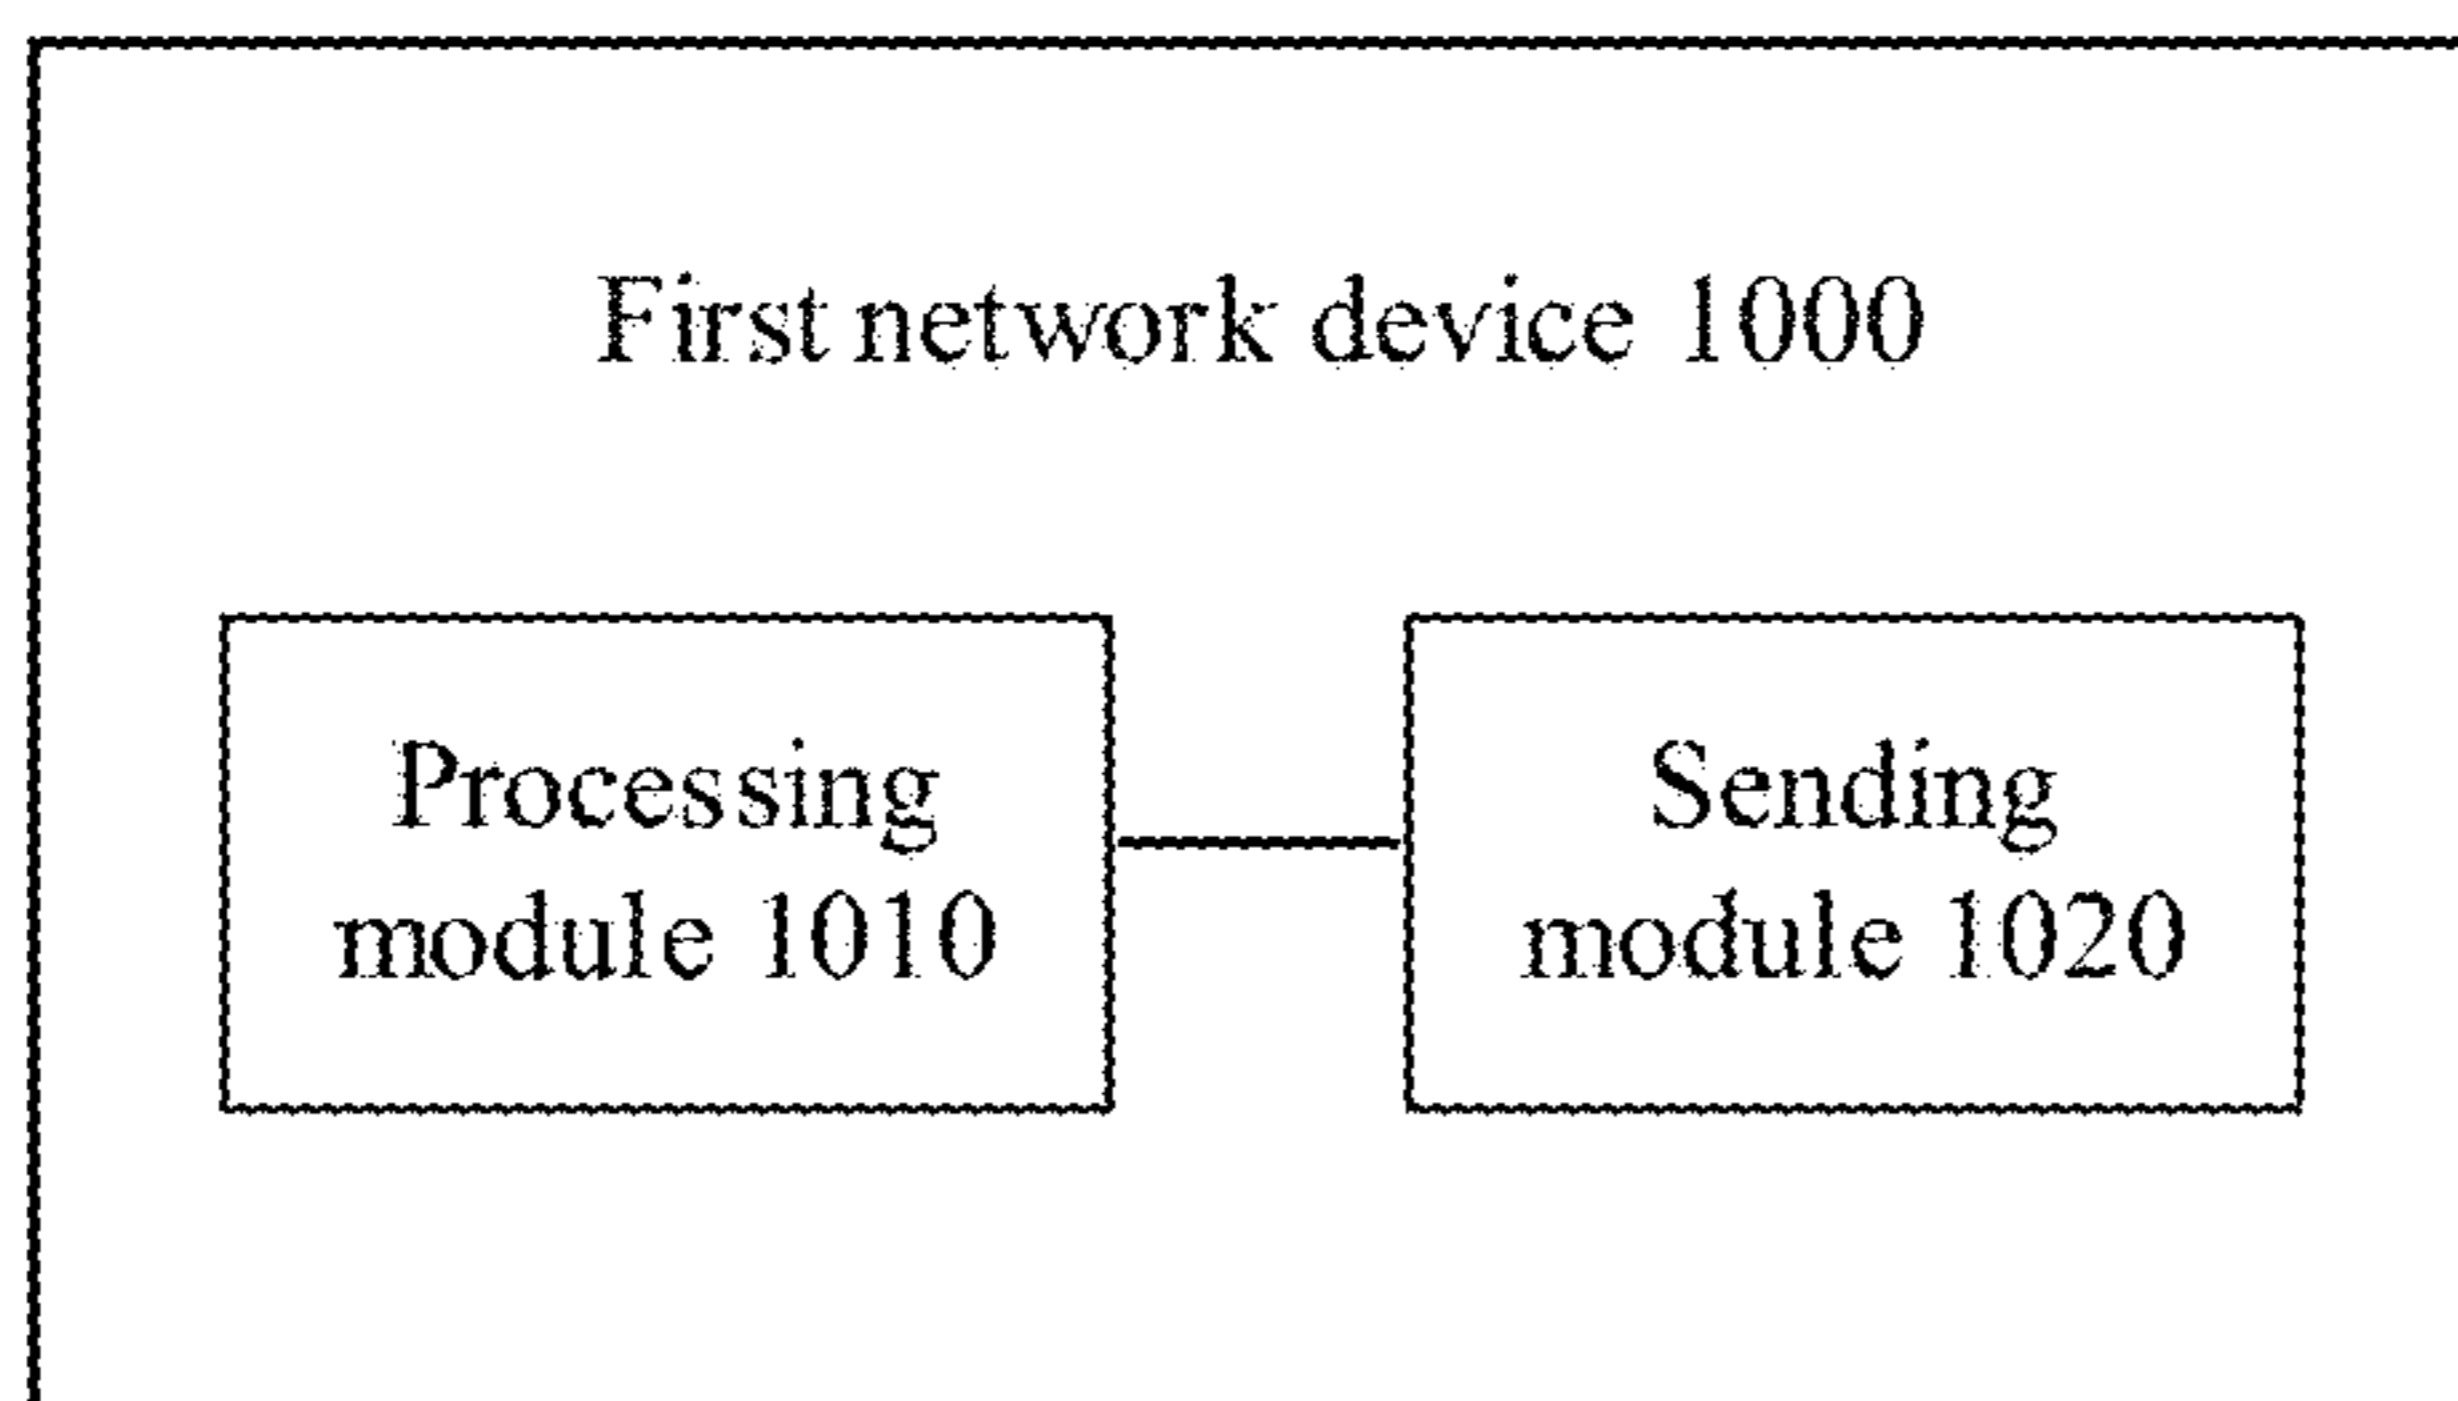 First network device 1000
Processing
module 1010
Sending
module 1020